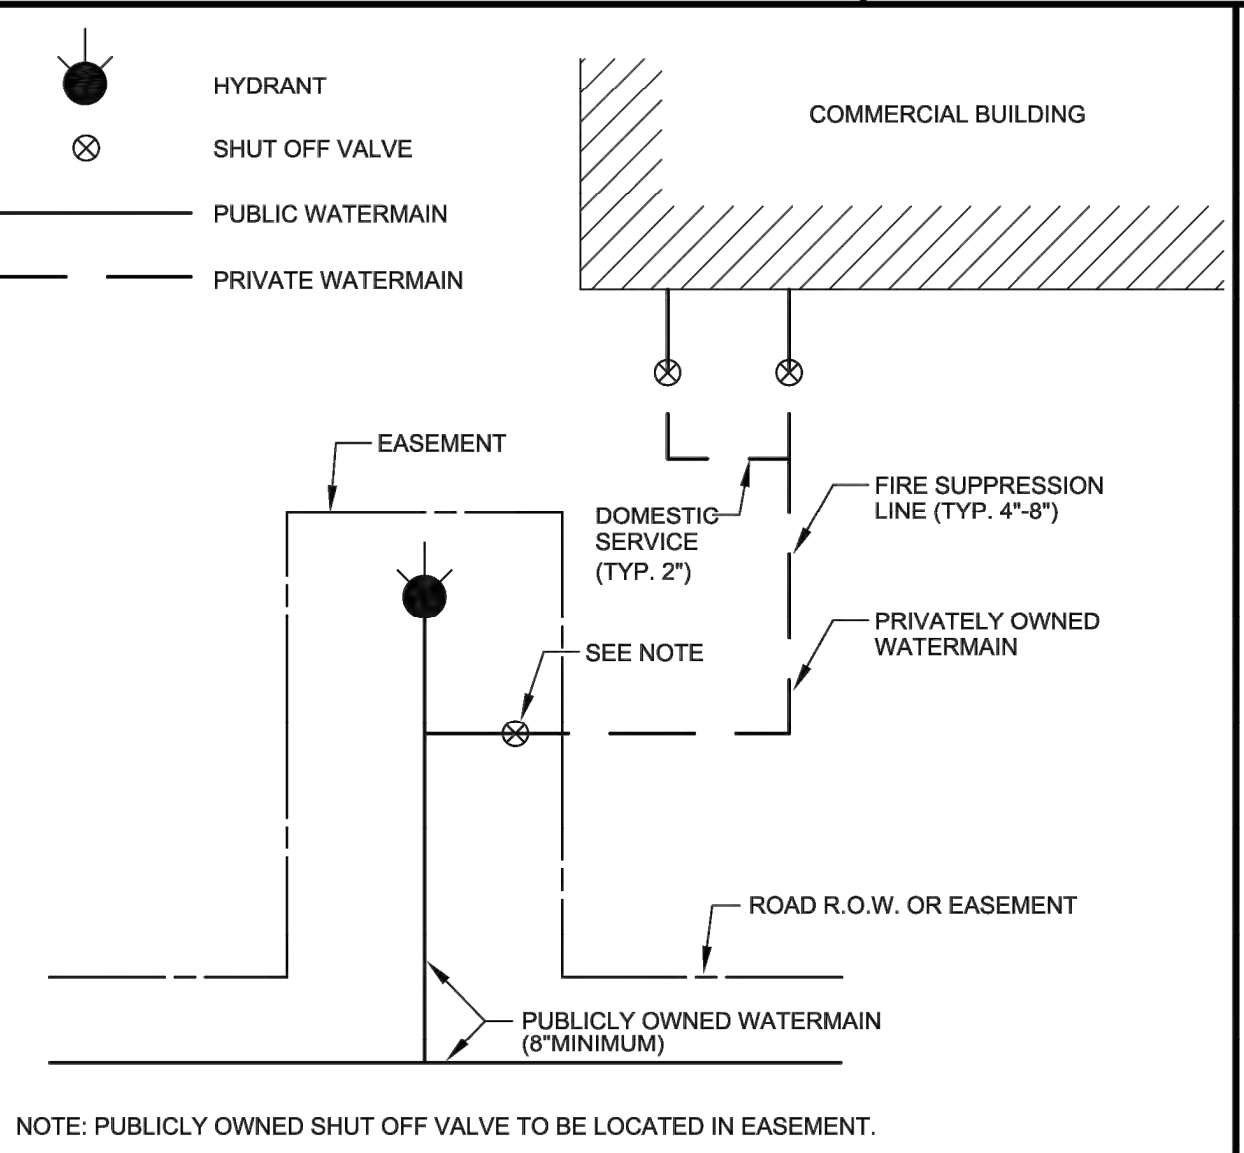 HYDRANT
SHUT OFF VALVE
PUBLIC WATERMAIN
PRIVATE WATERMAIN
COMMERCIAL BUILDING
EASEMENT
DOMESTIC
SERVICE
(TYP. 2")
FIRE SUPPRESSION
LINE (TYP. 4"-8")
SEE NOTE
PRIVATELY OWNED
WATERMAIN
ROAD R.O.W. OR EASEMENT
PUBLICLY OWNED WATERMAIN
(8"MINIMUM)
NOTE: PUBLICLY OWNED SHUT OFF VALVE TO BE LOCATED IN EASEMENT.